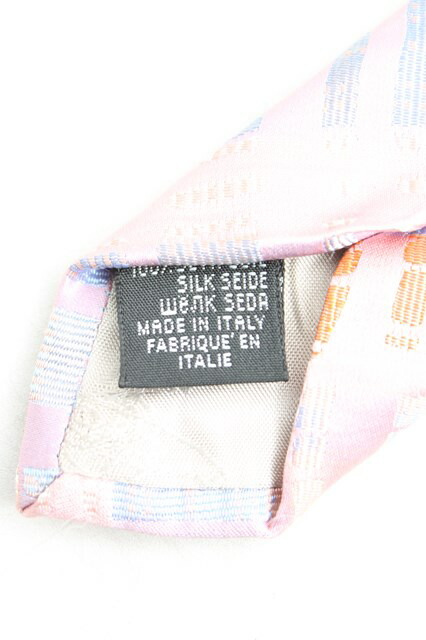 SILK SEIDE
ШЕЛК SEDA
MADE IN ITALY
FABRIQUE' EN
ITALIE